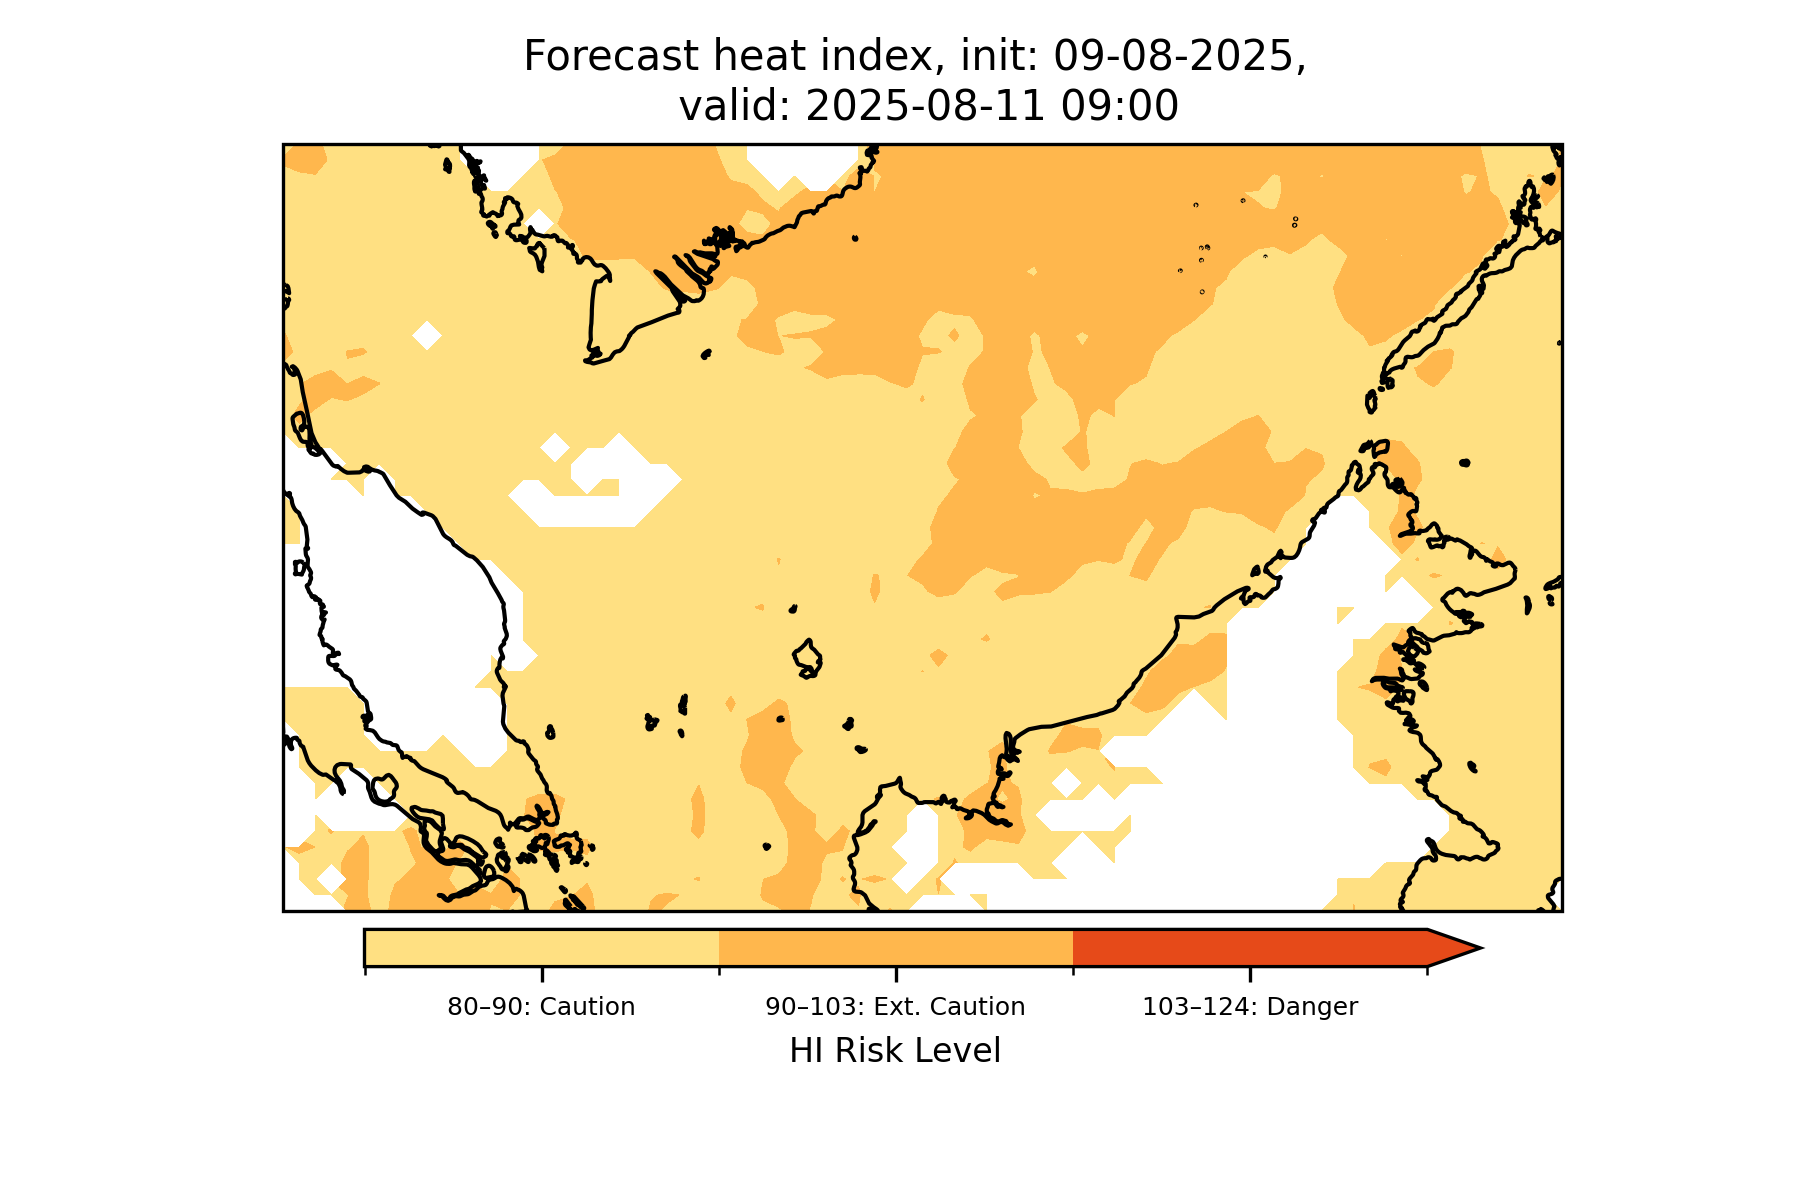 Forecast heat index, init: 09-08-2025,
valid: 2025-08-11 09:00
80–90: Caution
90–103: Ext. Caution
103–124: Danger
HI Risk Level